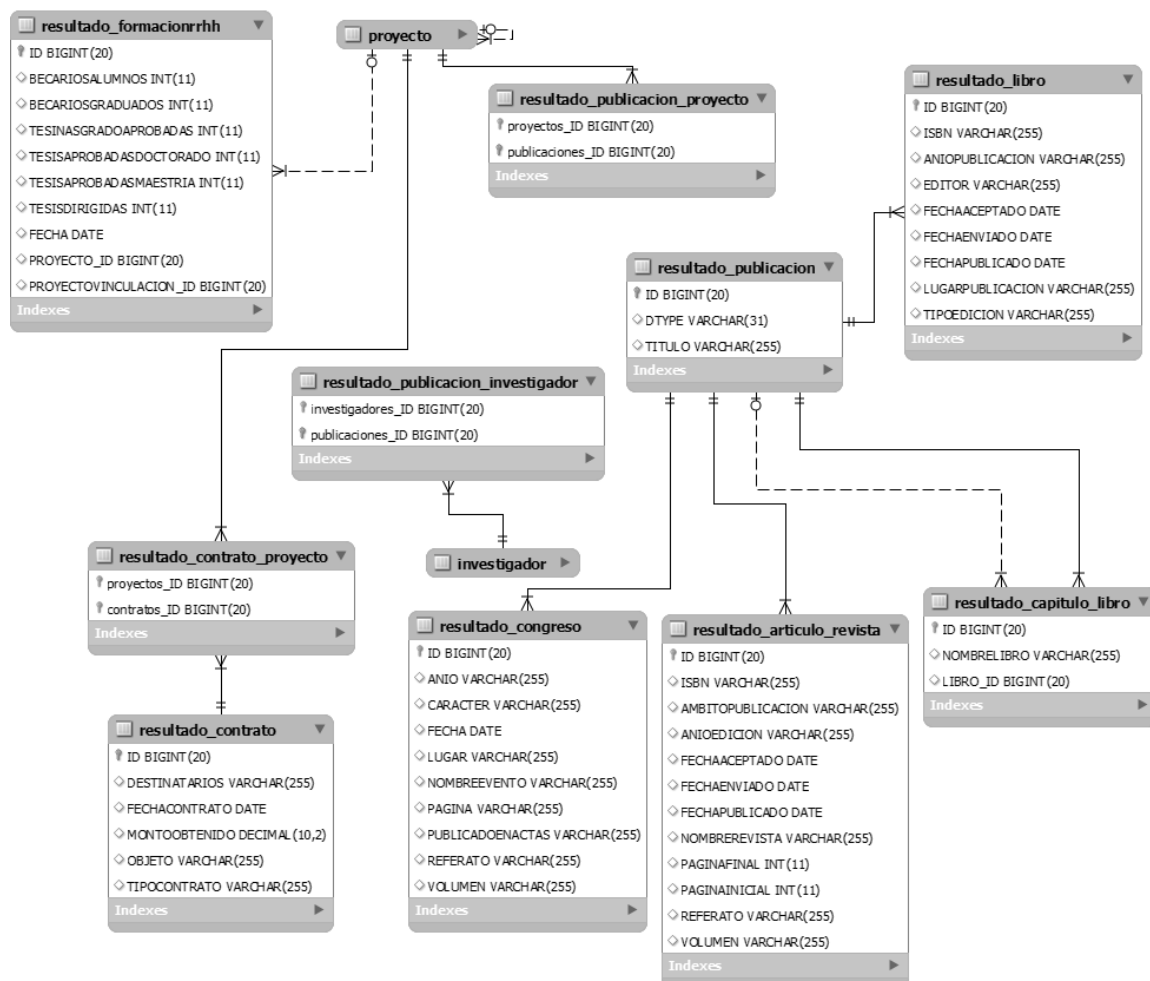 resultado_formacionrrhh
ID BIGINT(20)
BECARIOSALUMNOS INT(11)
BECARIOSGRADUADOS INT(11)
TESINASGRADOAPROBADAS INT(11)
TESISAPROBADASDOCTORADO INT(11)
TESISAPROBADASMAESTRIA INT(11)
TESISDIRIGIDAS INT(11)
FECHA DATE
PROYECTO_ID BIGINT(20)
PROYECTOVINCULACION_ID BIGINT(20)
Indexes
proyecto
resultado_publicacion_proyecto
proyectos_ID BIGINT(20)
publicaciones_ID BIGINT(20)
Indexes
resultado_libro
ID BIGINT(20)
ISBN VARCHAR(255)
ANIOPUBLICACION VARCHAR(255)
EDITOR VARCHAR(255)
FECHAACEPTADO DATE
FECHAENVIADO DATE
FECHAPUBLICADO DATE
LUGARPUBLICACION VARCHAR(255)
TIPOEDICION VARCHAR(255)
Indexes
resultado_publicacion
ID BIGINT(20)
DTYPE VARCHAR(31)
TITULO VARCHAR(255)
Indexes
resultado_publicacion_investigador
investigadores_ID BIGINT(20)
publicaciones_ID BIGINT(20)
Indexes
investigador
resultado_contrato_proyecto
proyectos_ID BIGINT(20)
contratos_ID BIGINT(20)
Indexes
resultado_contrato
ID BIGINT(20)
DESTINATARIOS VARCHAR(255)
FECHACONTRATO DATE
MONTOOBTENIDO DECIMAL(10,2)
OBJETO VARCHAR(255)
TIPOCONTRATO VARCHAR(255)
Indexes
resultado_congreso
ID BIGINT(20)
ANIO VARCHAR(255)
CARACTER VARCHAR(255)
FECHA DATE
LUGAR VARCHAR(255)
NOMBREEVENTO VARCHAR(255)
PAGINA VARCHAR(255)
PUBLICADOENACTAS VARCHAR(255)
REFERATO VARCHAR(255)
VOLUMEN VARCHAR(255)
Indexes
resultado_articulo_revista
ID BIGINT(20)
ISBN VARCHAR(255)
AMBITOPUBLICACION VARCHAR(255)
ANIOEDICION VARCHAR(255)
FECHAACEPTADO DATE
FECHAENVIADO DATE
FECHAPUBLICADO DATE
NOMBREREVISTA VARCHAR(255)
PAGINAFINAL INT(11)
PAGINAINICIAL INT(11)
REFERATO VARCHAR(255)
VOLUMEN VARCHAR(255)
Indexes
resultado_capitulo_libro
ID BIGINT(20)
NOMBRELIBRO VARCHAR(255)
LIBRO_ID BIGINT(20)
Indexes